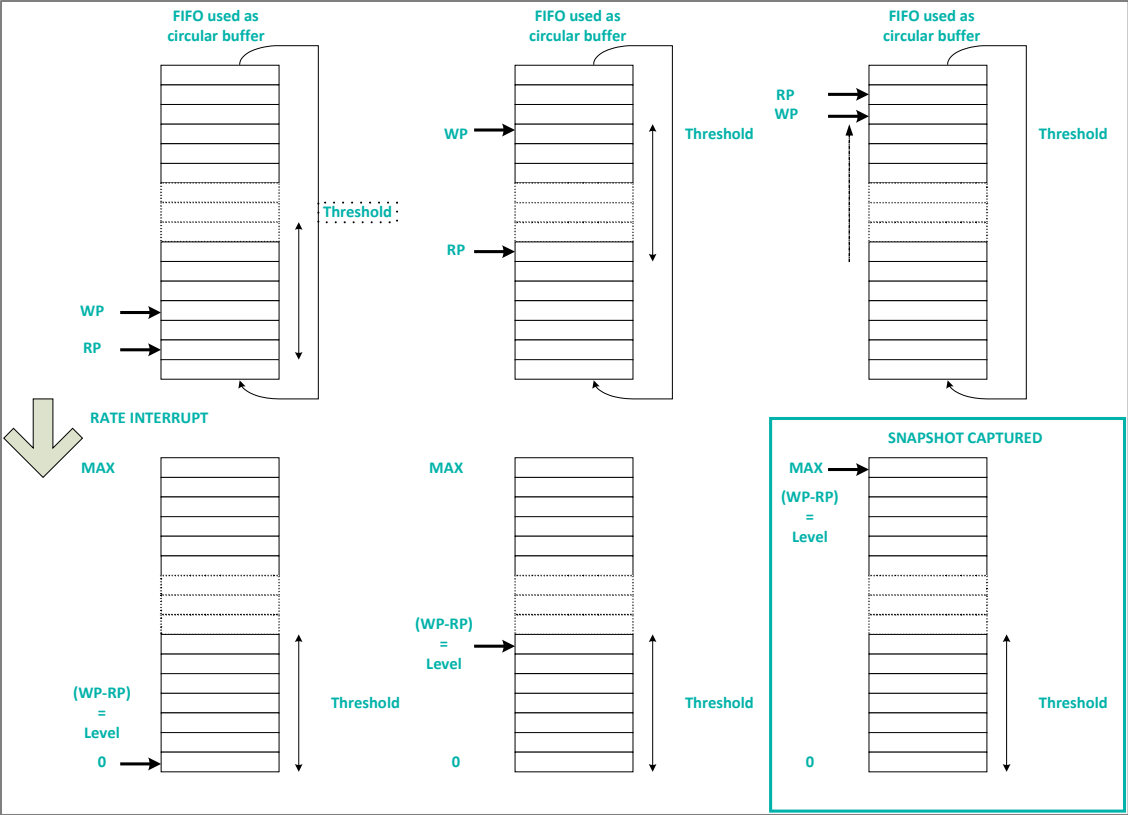 FIFO used as
circular buffer
WP
RP
Threshold
FIFO used as
circular buffer
WP
RP
Threshold
FIFO used as
circular buffer
RP
WP
Threshold
RATE INTERRUPT
MAX
(WP-RP)
=
Level
0
Threshold
MAX
(WP-RP)
=
Level
0
Threshold
SNAPSHOT CAPTURED
MAX
(WP-RP)
=
Level
0
Threshold